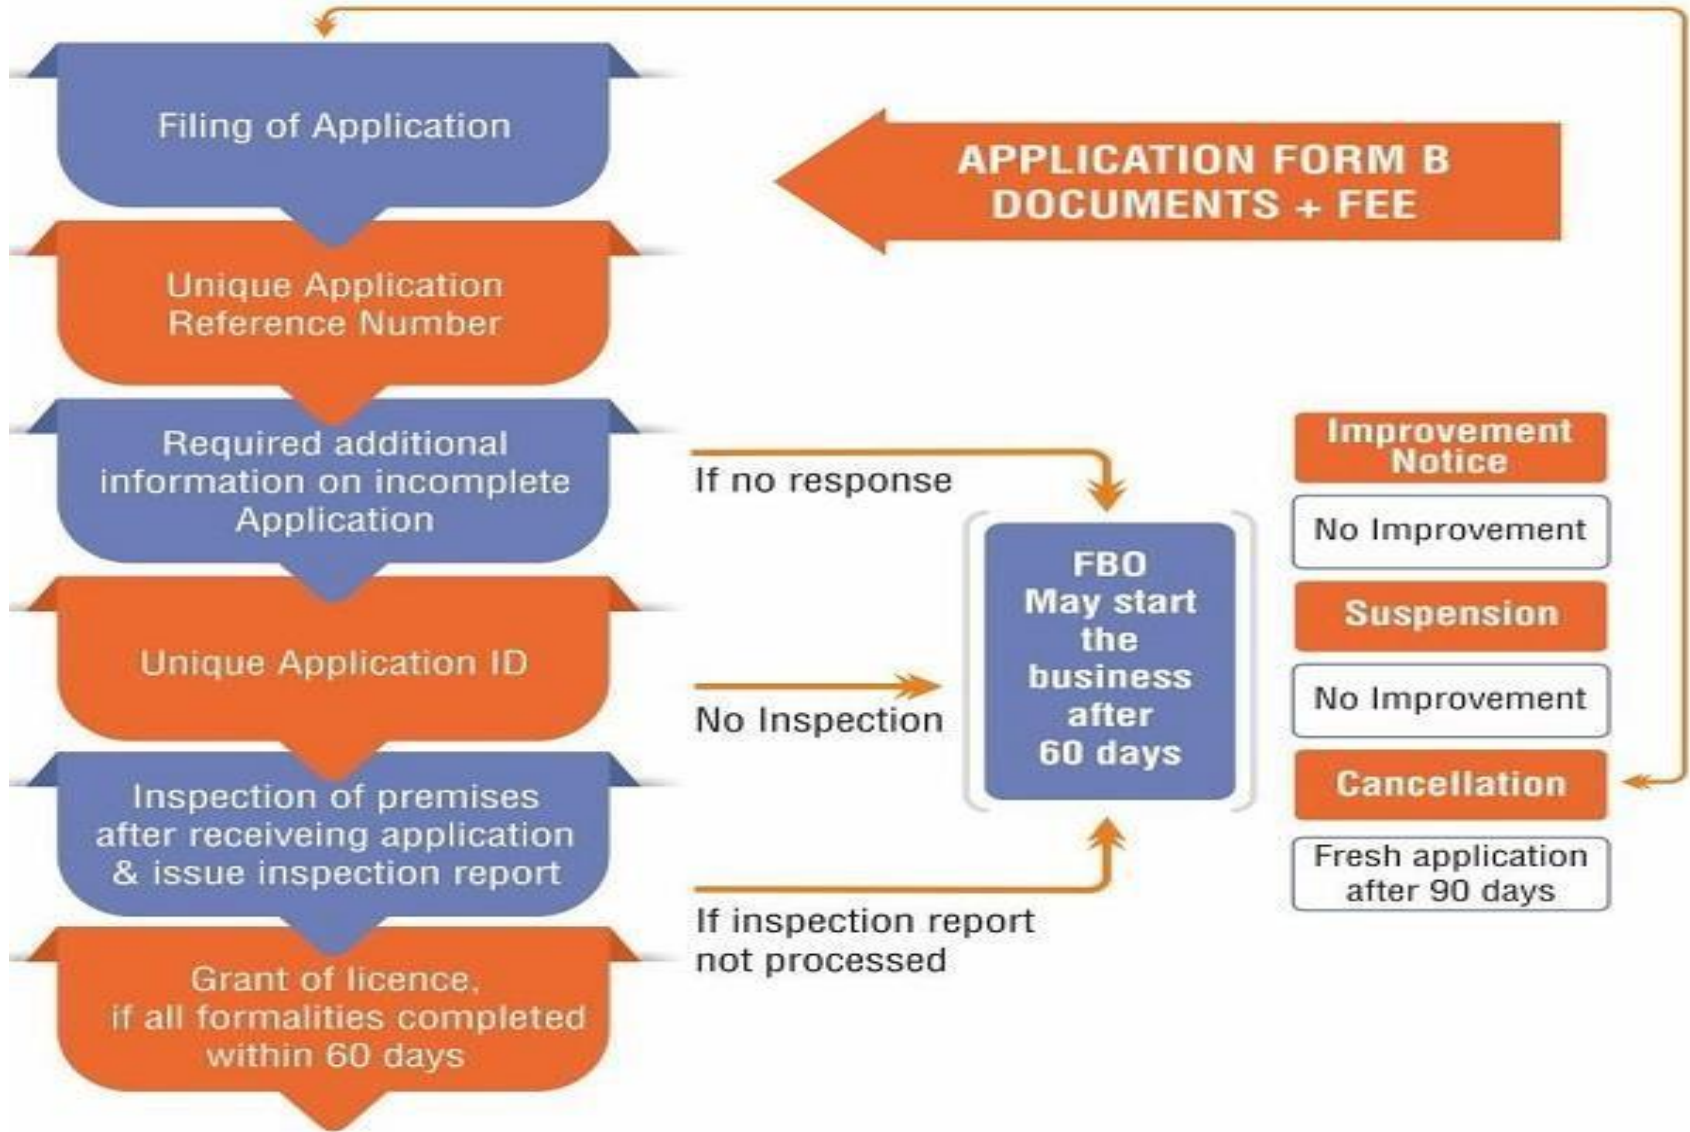 Filing of Application
APPLICATION FORM B
DOCUMENTS + FEE
Unique Application
Reference Number
Required additional
information on incomplete
Application
If no response
Unique Application ID
No Inspection
Inspection of premises
after receiveing application
& issue inspection report
If inspection report
not processed
Grant of licence,
if all formalities completed
within 60 days
FBO
May start
the
business
after
60 days
Improvement
Notice
No Improvement
Suspension
No Improvement
Cancellation
Fresh application
after 90 days